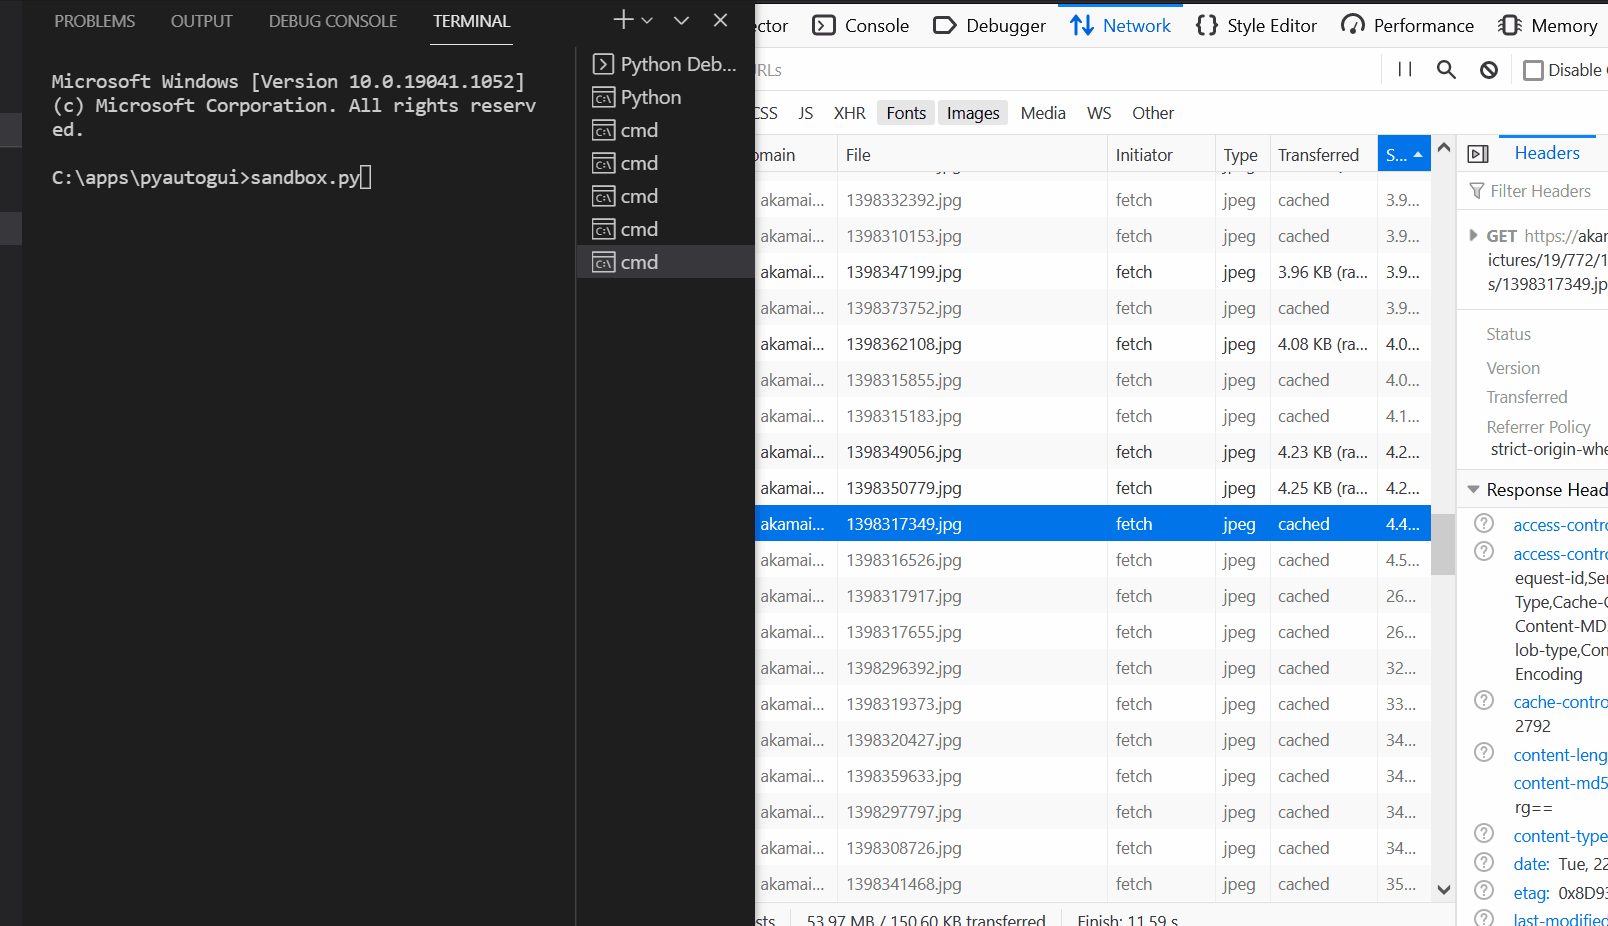 PROBLEMS OUTPUT DEBUG CONSOLE TERMINAL
Microsoft Windows [Version 10.0.19041.1052]
(c) Microsoft Corporation. All rights reserv
ed.
C:\apps\pyautogui>sandbox.py
Python Deb...
Python
cmd
cmd
cmd
cmd
cmd
ctor Console Debugger Network Style Editor Performance Memory
RLs Disable
CSS JS XHR Fonts Images Media WS Other
main File Initiator Type Transferred S...
akamai... 1398332392.jpg fetch jpeg cached 3.9...
akamai... 1398310153.jpg fetch jpeg cached 3.9...
akamai... 1398347199.jpg fetch jpeg 3.96 KB (ra... 3.9...
akamai... 1398373752.jpg fetch jpeg cached 3.9...
akamai... 1398362108.jpg fetch jpeg 4.08 KB (ra... 4.0...
akamai... 1398315855.jpg fetch jpeg cached 4.0...
akamai... 1398315183.jpg fetch jpeg cached 4.1...
akamai... 1398349056.jpg fetch jpeg 4.23 KB (ra... 4.2...
akamai... 1398350779.jpg fetch jpeg 4.25 KB (ra... 4.2...
akamai... 1398317349.jpg fetch jpeg cached 4.4...
akamai... 1398316526.jpg fetch jpeg cached 4.5...
akamai... 1398317917.jpg fetch jpeg cached 26...
akamai... 1398317655.jpg fetch jpeg cached 26...
akamai... 1398296392.jpg fetch jpeg cached 32...
akamai... 1398319373.jpg fetch jpeg cached 33...
akamai... 1398320427.jpg fetch jpeg cached 34...
akamai... 1398359633.jpg fetch jpeg cached 34...
akamai... 1398297797.jpg fetch jpeg cached 34...
akamai... 1398308726.jpg fetch jpeg cached 34...
akamai... 1398341468.jpg fetch jpeg cached 35...
sts 53.97 MB / 150.60 KB transferred Finish: 11.59 s
Headers
Filter Headers
GET https://akar
ictures/19/772/1
s/1398317349.jp
Status
Version
Transferred
Referrer Policy
strict-origin-whe
Response Head
access-contro
access-contro
equest-id,Ser
Type,Cache-C
Content-MD
lob-type,Con
Encoding
cache-contro
2792
content-leng
content-md5
rg==
content-type
date: Tue, 22
etag: 0x8D93
last-modified